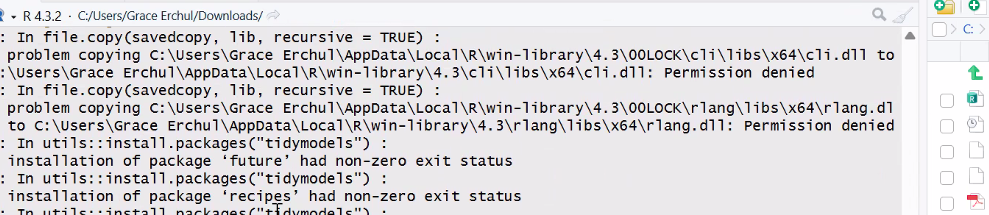 R 4.3.2 · C:/Users/Grace Erchul/Downloads/
: In file.copy(savedcopy, lib, recursive = TRUE) :
problem copying C:\Users\Grace Erchul\AppData\Local\R\win-library\4.3\00LOCK\cli\libs\x64\cli.dll to
:\Users\Grace Erchul\AppData\Local\R\win-library\4.3\cli\libs\x64\cli.dll: Permission denied
: In file.copy(savedcopy, lib, recursive = TRUE) :
problem copying C:\Users\Grace Erchul\AppData\Local\R\win-library\4.3\00LOCK\rlang\libs\x64\rlang.dl
to C:\Users\Grace Erchul\AppData\Local\R\win-library\4.3\rlang\libs\x64\rlang.dll: Permission denied
: In utils::install.packages("tidymodels") :
installation of package ‘future’ had non-zero exit status
: In utils::install.packages("tidymodels") :
installation of package ‘recipes’ had non-zero exit status
: In utils::install.packages("tidymodels") :
C: